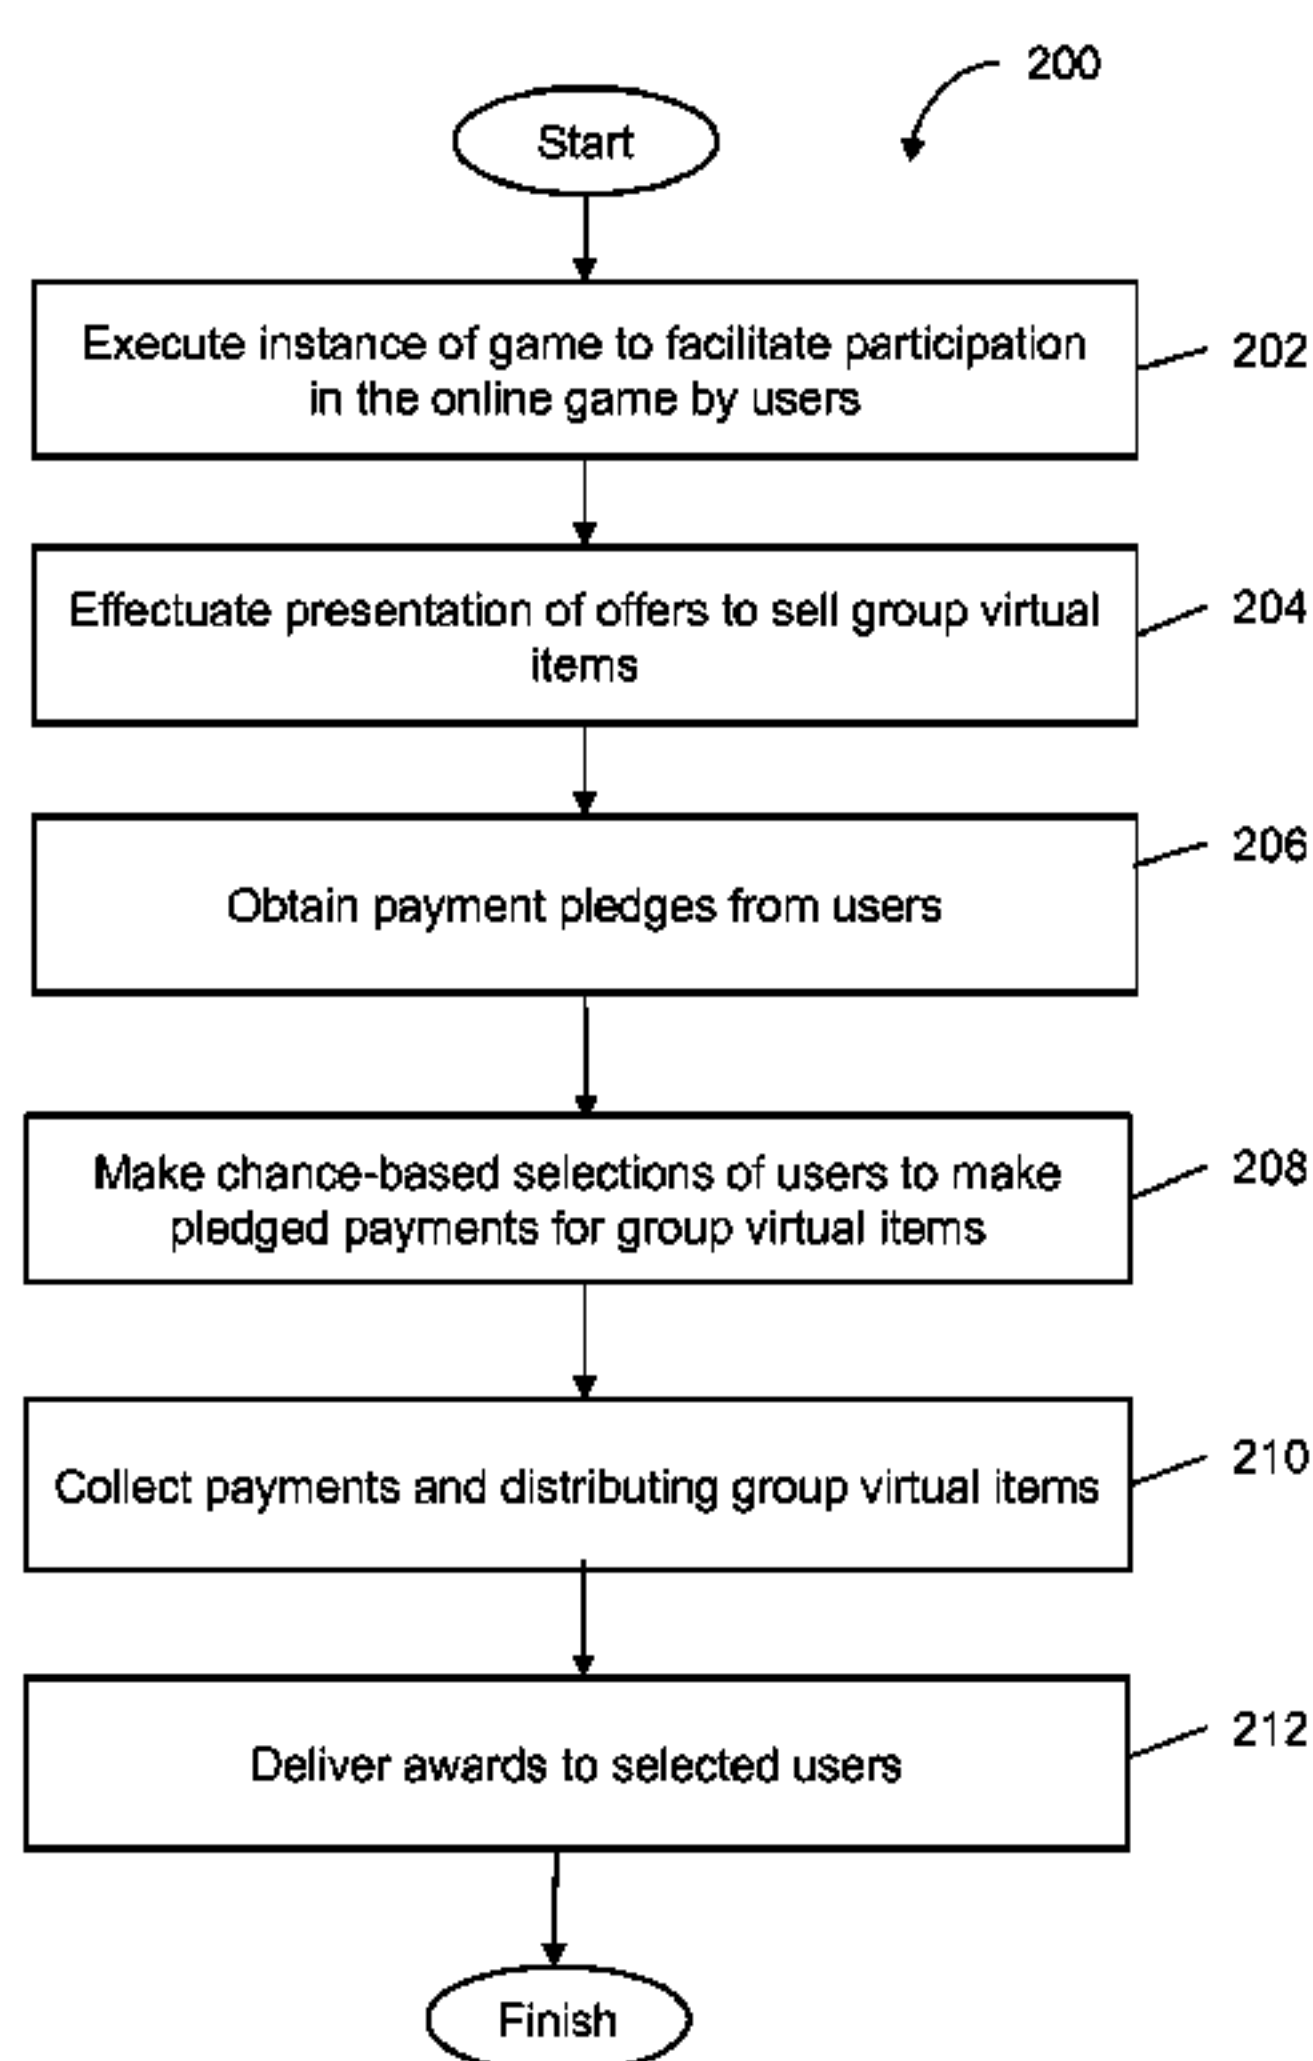 200
Start
Execute instance of game to facilitate participation
in the online game by users
202
Effectuate presentation of offers to sell group virtual
items
204
Obtain payment pledges from users
206
Make chance-based selections of users to make
pledged payments for group virtual items
208
Collect payments and distributing group virtual items
210
Deliver awards to selected users
212
Finish